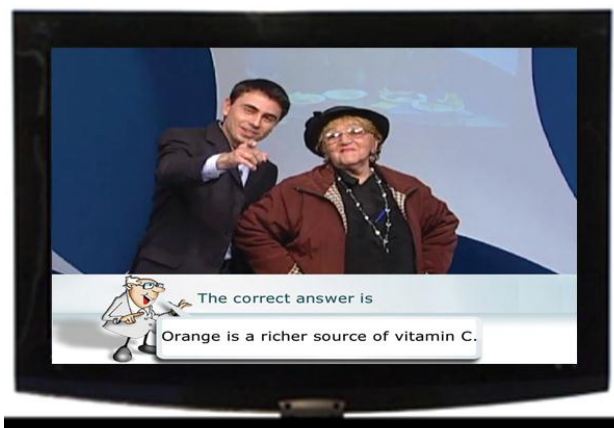 The correct answer is
Orange is a richer source of vitamin C.